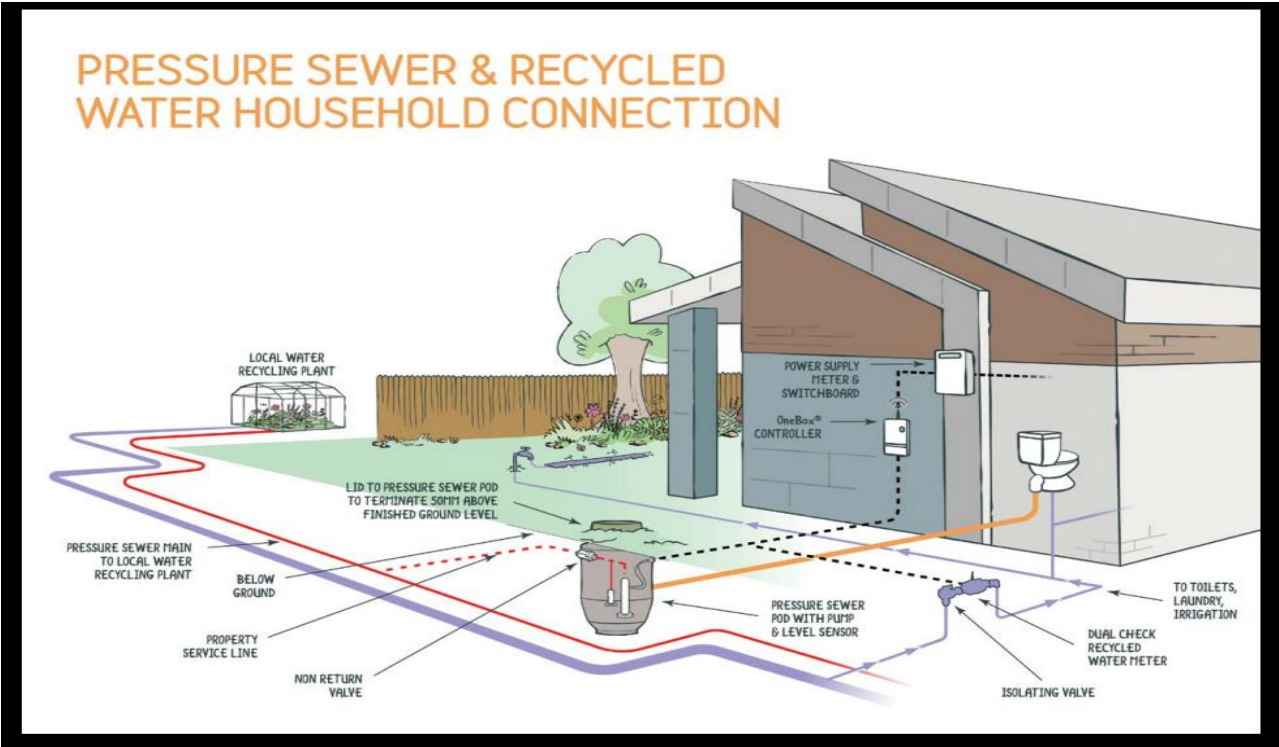 PRESSURE SEWER & RECYCLED
WATER HOUSEHOLD CONNECTION
LOCAL WATER
RECYCLING PLANT
POWER SUPPLY
METER &
SWITCHBOARD
OneBox®
CONTROLLER
LID TO PRESSURE SEWER POD
TO TERMINATE 50MM ABOVE
FINISHED GROUND LEVEL
PRESSURE SEWER MAIN
TO LOCAL WATER
RECYCLING PLANT
BELOW
GROUND
PROPERTY
SERVICE LINE
NON RETURN
VALVE
PRESSURE SEWER
POD WITH PUMP
& LEVEL SENSOR
TO TOILETS,
LAUNDRY,
IRRIGATION
DUAL CHECK
RECYCLED
WATER METER
ISOLATING VALVE